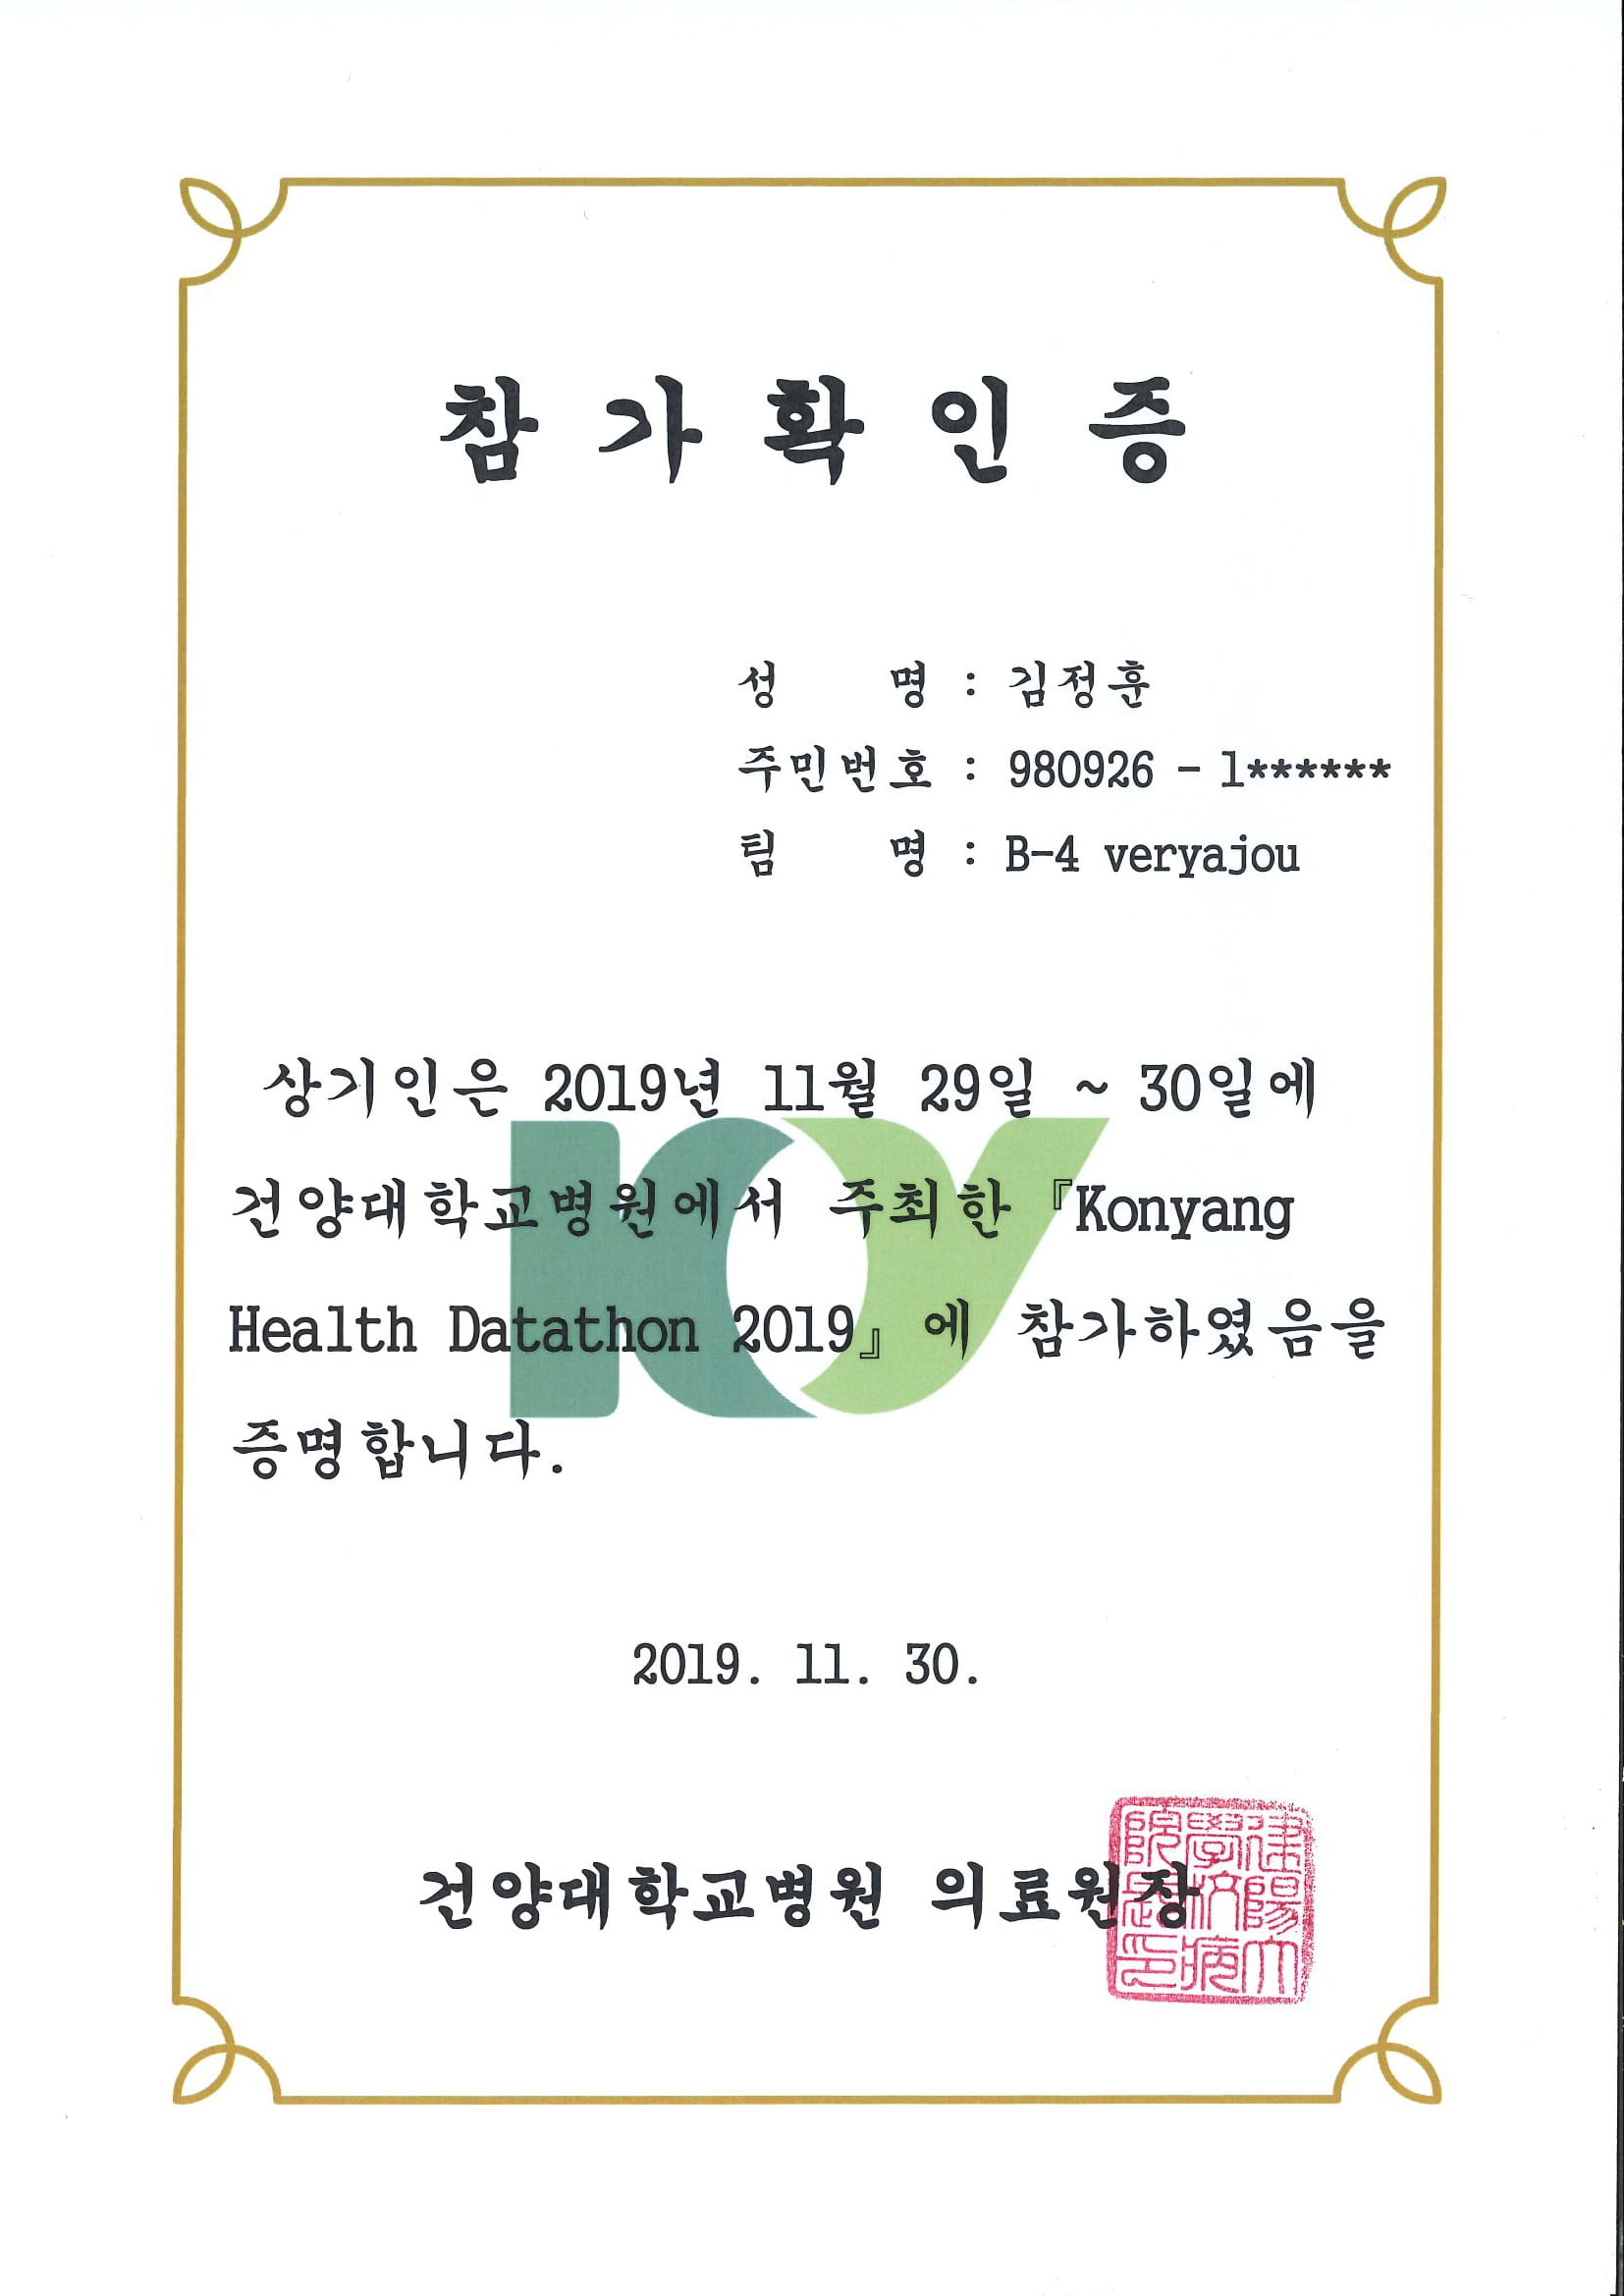 참 가 확 인 증
성 명 : 김정훈
주민번호 : 980926 - 1******
팀 명 : B-4 veryajou
상기인은 2019년 11월 29일 ~ 30일에
건양대학교병원에서 주최한『Konyang
Health Datathon 2019』에 참가하였음을
증명합니다.
2019. 11. 30.
건양대학교병원 의료원장